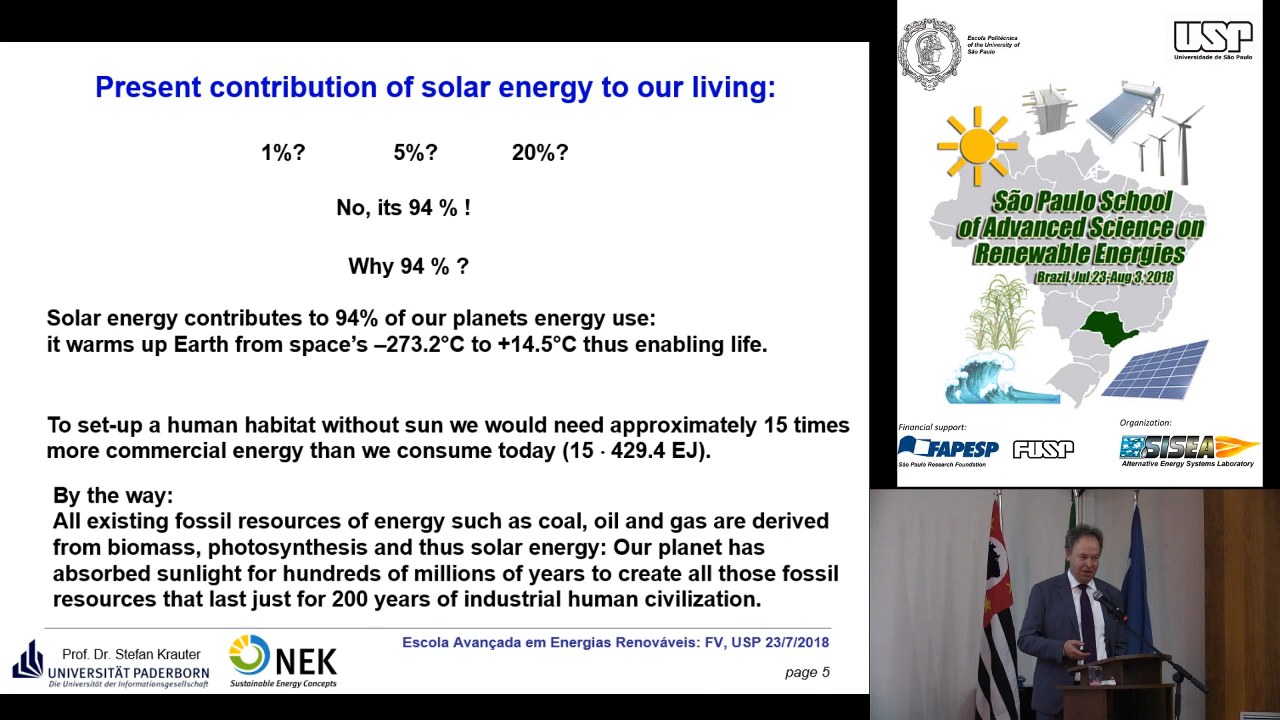 Present contribution of solar energy to our living:
1%? 5%? 20%?
No, its 94 % !
Why 94 % ?
Solar energy contributes to 94% of our planets energy use:
it warms up Earth from space’s –273.2°C to +14.5°C thus enabling life.
To set-up a human habitat without sun we would need approximately 15 times
more commercial energy than we consume today (15 · 429.4 EJ).
By the way:
All existing fossil resources of energy such as coal, oil and gas are derived
from biomass, photosynthesis and thus solar energy: Our planet has
absorbed sunlight for hundreds of millions of years to create all those fossil
resources that last just for 200 years of industrial human civilization.
Escola Avançada em Energias Renováveis: FV, USP 23/7/2018
page 5
Prof. Dr. Stefan Krauter
UNIVERSITÄT PADERBORN
Die Universität der Informationsgesellschaft
NEK
Sustainable Energy Concepts
Escola Politécnica
of the University of
São Paulo
USP
Universidade de São Paulo
São Paulo School
of Advanced Science on
Renewable Energies
Brazil, Jul 23-Aug 3, 2018
Financial support:
FAPESP
São Paulo Research Foundation
FUSP
Organization:
SISEA
Alternative Energy Systems Laboratory